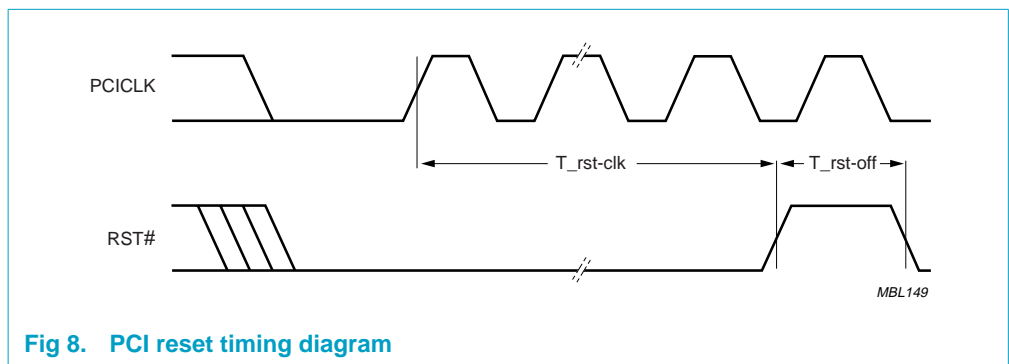 PCICLK
T_rst-clk
T_rst-off
RST#
MBL149
Fig 8. PCI reset timing diagram